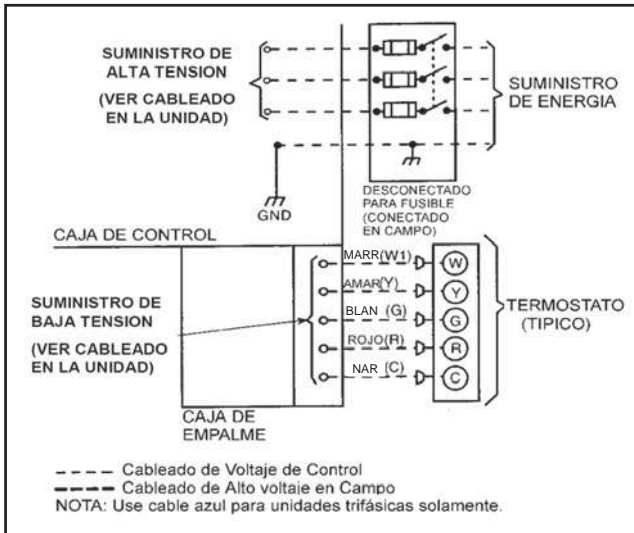 SUMINISTRO DE
ALTA TENSION
(VER CABLEADO
EN LA UNIDAD)
SUMINISTRO
DE ENERGIA
GND
DESCONECTADO
PARA FUSIBLE
(CONECTADO
EN CAMPO)
CAJA DE CONTROL
SUMINISTRO DE
BAJA TENSION
(VER CABLEADO
EN LA UNIDAD)
MARR(W1)
W
AMAR(Y)
Y
BLAN (G)
G
ROJO(R)
R
NAR (C)
C
TERMOSTATO
(TIPICO)
CAJA DE
EMPALME
Cableado de Voltaje de Control
Cableado de Alto voltaje en Campo
NOTA: Use cable azul para unidades trifásicas solamente.